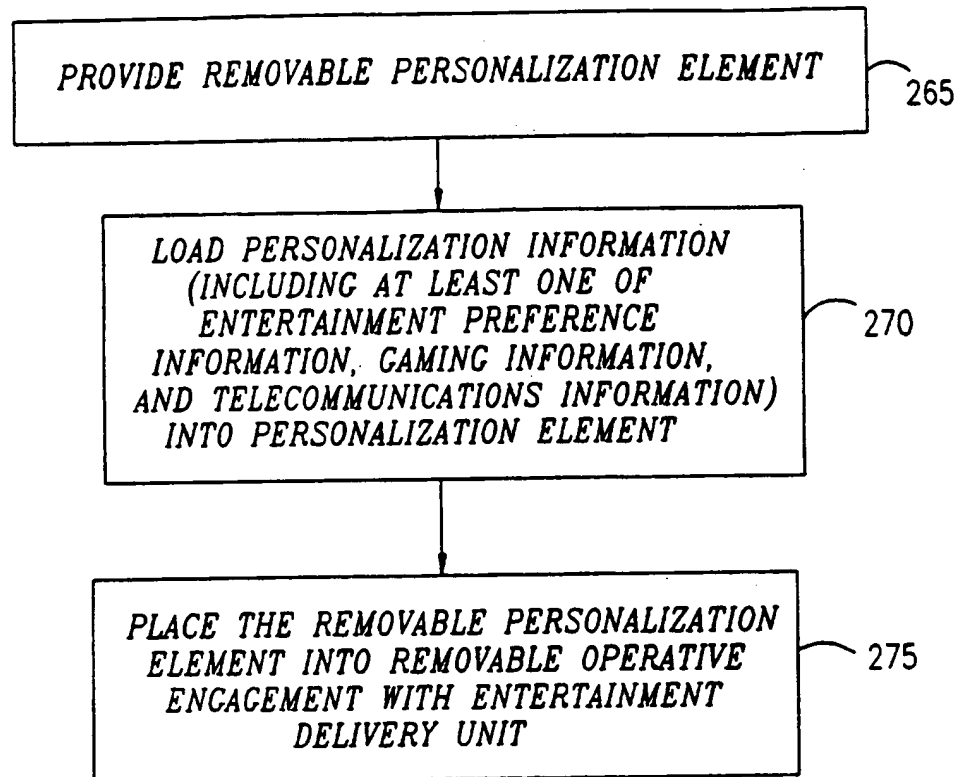 PROVIDE REMOVABLE PERSONALIZATION ELEMENT
265
LOAD PERSONALIZATION INFORMATION
(INCLUDING AT LEAST ONE OF
ENTERTAINMENT PREFERENCE
INFORMATION, GAMING INFORMATION,
AND TELECOMMUNICATIONS INFORMATION)
INTO PERSONALIZATION ELEMENT
270
PLACE THE REMOVABLE PERSONALIZATION
ELEMENT INTO REMOVABLE OPERATIVE
ENGAGEMENT WITH ENTERTAINMENT
DELIVERY UNIT
275